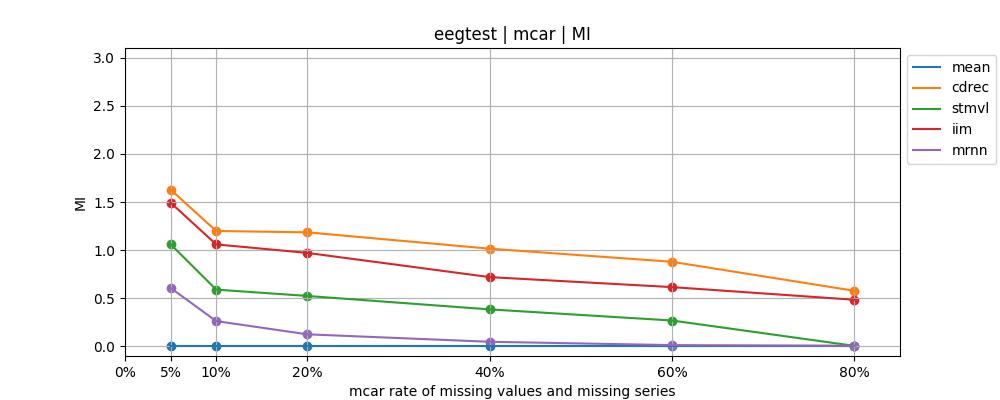 eegtest | mcar | MI
MI
3.0
2.5
2.0
1.5
1.0
0.5
0.0
0% 5% 10% 20% 40% 60% 80%
mcar rate of missing values and missing series
mean
cdrec
stmvl
iim
mrnn